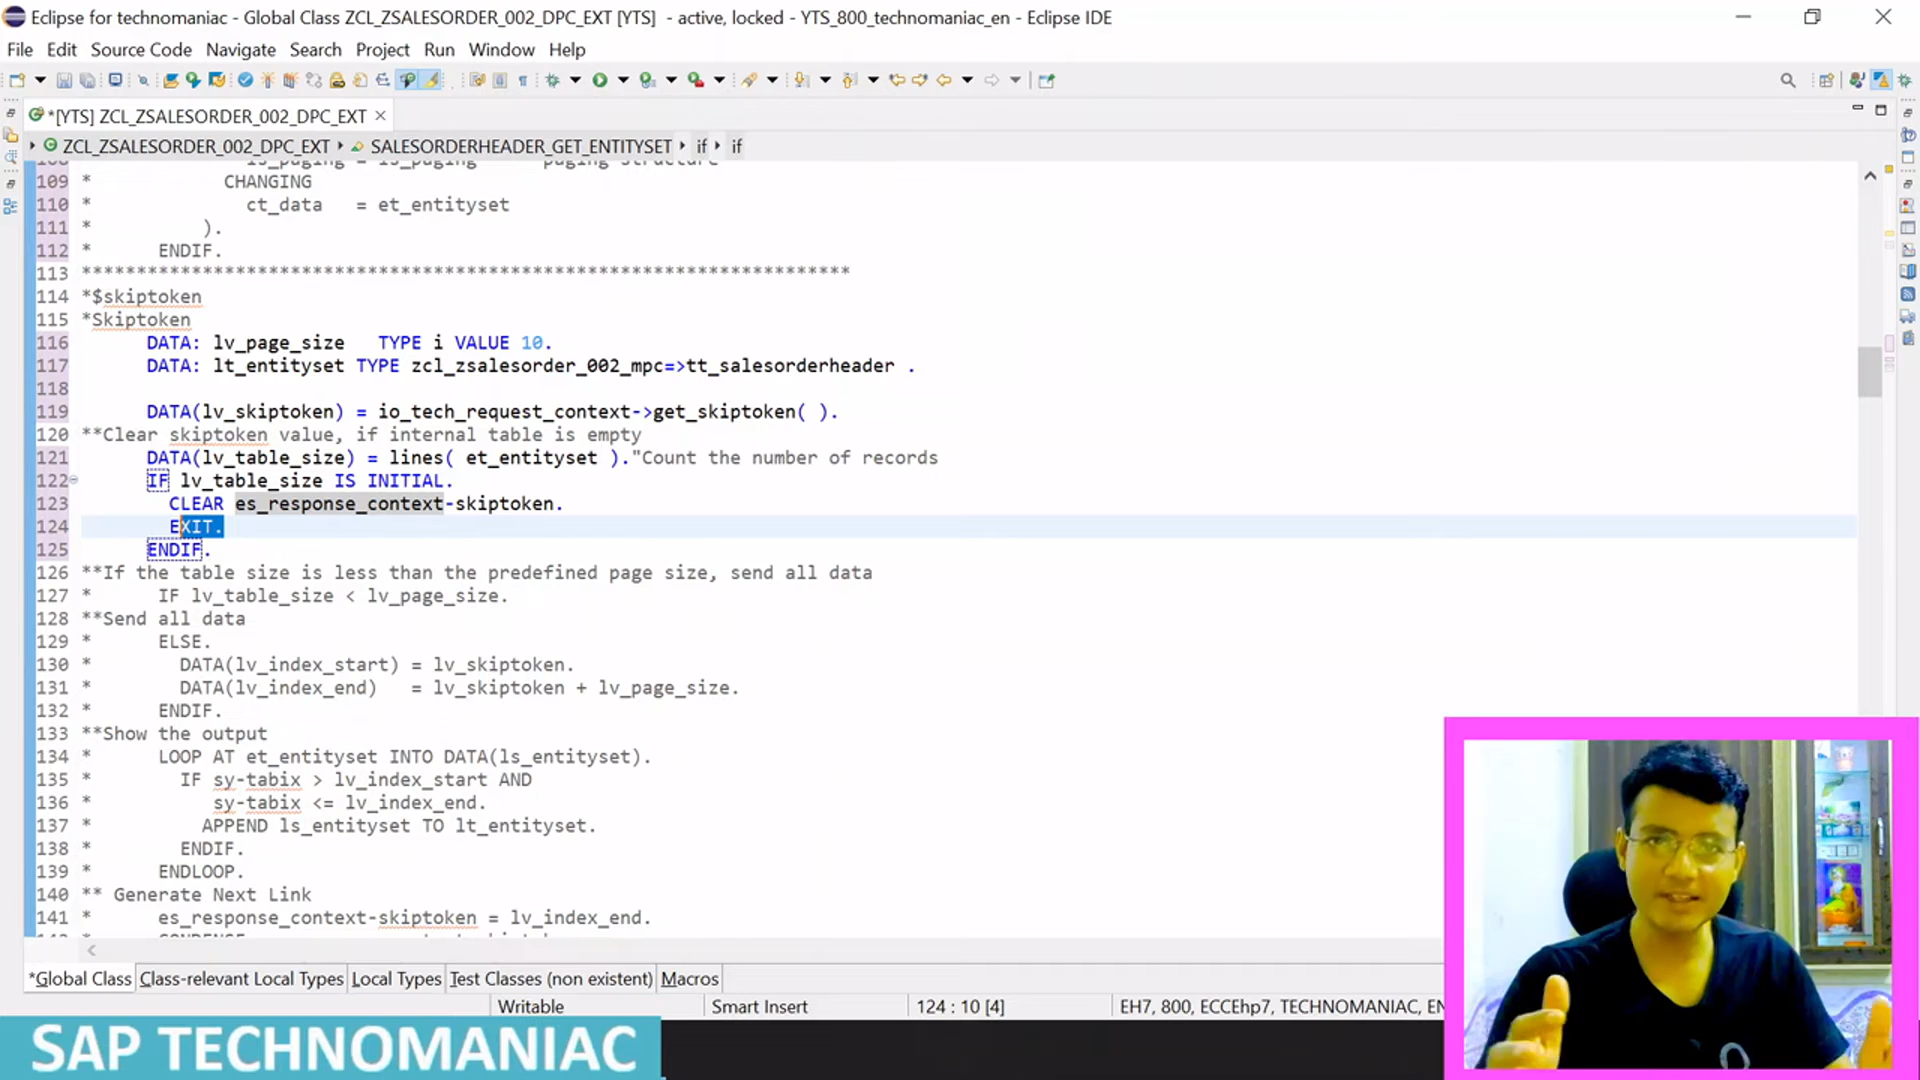 Eclipse for technomaniac - Global Class ZCL_ZSALESORDER_002_DPC_EXT [YTS]  - active, locked - YTS_800_technomaniac_en - Eclipse IDE
File Edit Source Code Navigate Search Project Run Window Help
*[YTS] ZCL_ZSALESORDER_002_DPC_EXT
ZCL_ZSALESORDER_002_DPC_EXT SALESORDERHEADER_GET_ENTITYSET if if
108 is_paging = is_paging " paging structure
109 * CHANGING
110 * ct_data = et_entityset
111 * ).
112 * ENDIF.
113 **********************************************************************
114 *$skiptoken
115 *Skiptoken
116 DATA: lv_page_size TYPE i VALUE 10.
117 DATA: lt_entityset TYPE zcl_zsalesorder_002_mpc=>tt_salesorderheader .
118
119 DATA(lv_skiptoken) = io_tech_request_context->get_skiptoken( ).
120 **Clear skiptoken value, if internal table is empty
121 DATA(lv_table_size) = lines( et_entityset )."Count the number of records
122 IF lv_table_size IS INITIAL.
123 CLEAR es_response_context-skiptoken.
124 EXIT.
125 ENDIF.
126 **If the table size is less than the predefined page size, send all data
127 * IF lv_table_size < lv_page_size.
128 **Send all data
129 * ELSE.
130 * DATA(lv_index_start) = lv_skiptoken.
131 * DATA(lv_index_end) = lv_skiptoken + lv_page_size.
132 * ENDIF.
133 **Show the output
134 * LOOP AT et_entityset INTO DATA(ls_entityset).
135 * IF sy-tabix > lv_index_start AND
136 * sy-tabix <= lv_index_end.
137 * APPEND ls_entityset TO lt_entityset.
138 * ENDIF.
139 * ENDLOOP.
140 ** Generate Next Link
141 * es_response_context-skiptoken = lv_index_end.
*Global Class Class-relevant Local Types Local Types Test Classes (non existent) Macros
Writable Smart Insert 124 : 10 [4] EH7, 800, ECCEhp7, TECHNOMANIAC, EN
SAP TECHNOMANIAC